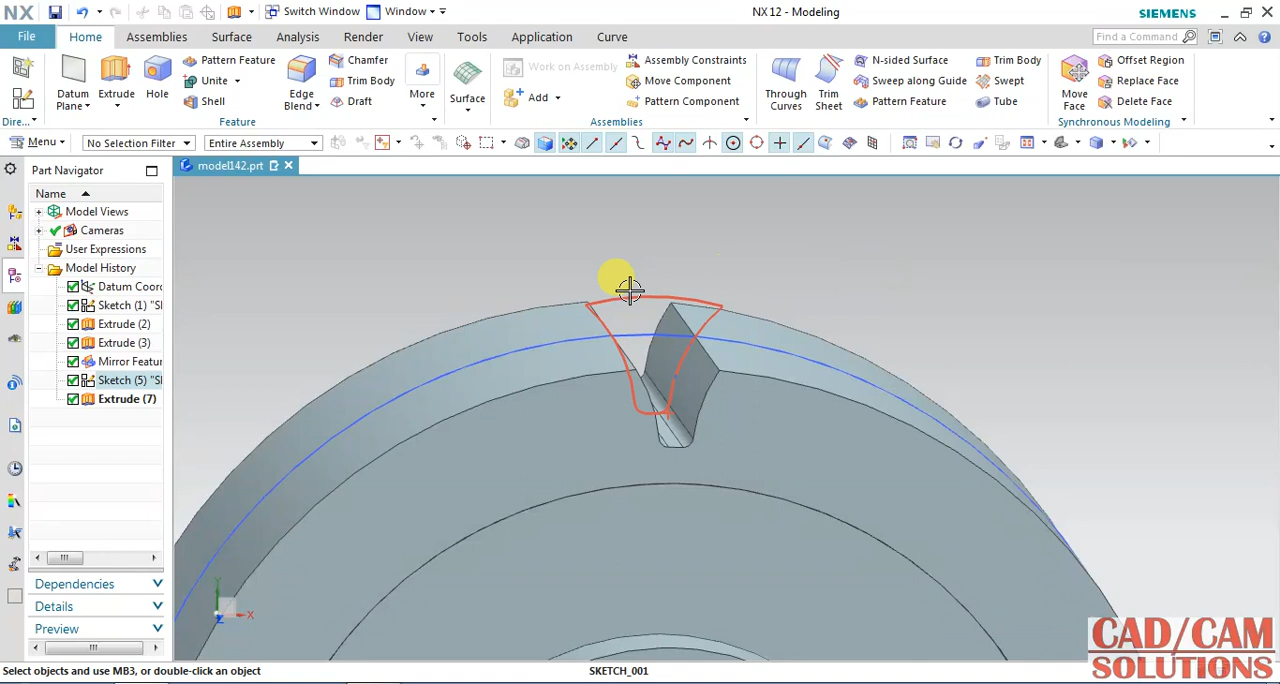 NX
Switch Window
Window
NX 12 - Modeling
SIEMENS
File
Home
Assemblies
Surface
Analysis
Render
View
Tools
Application
Curve
Find a Command
Datum Plane
Extrude
Hole
Pattern Feature
Unite
Shell
Edge Blend
Chamfer
Trim Body
Draft
More
Surface
Work on Assembly
Add
Assembly Constraints
Move Component
Pattern Component
Through Curves
Trim Sheet
N-sided Surface
Sweep along Guide
Pattern Feature
Trim Body
Swept
Tube
Move Face
Offset Region
Replace Face
Delete Face
Dire...
Feature
Assemblies
Synchronous Modeling
Menu
No Selection Filter
Entire Assembly
Part Navigator
model142.prt
Name
Model Views
Cameras
User Expressions
Model History
Datum Coor
Sketch (1) "Sl
Extrude (2)
Extrude (3)
Mirror Featur
Sketch (5) "Sl
Extrude (7)
Dependencies
Details
Preview
Y
X
Z
Select objects and use MB3, or double-click an object
SKETCH_001
CAD/CAM
SOLUTIONS